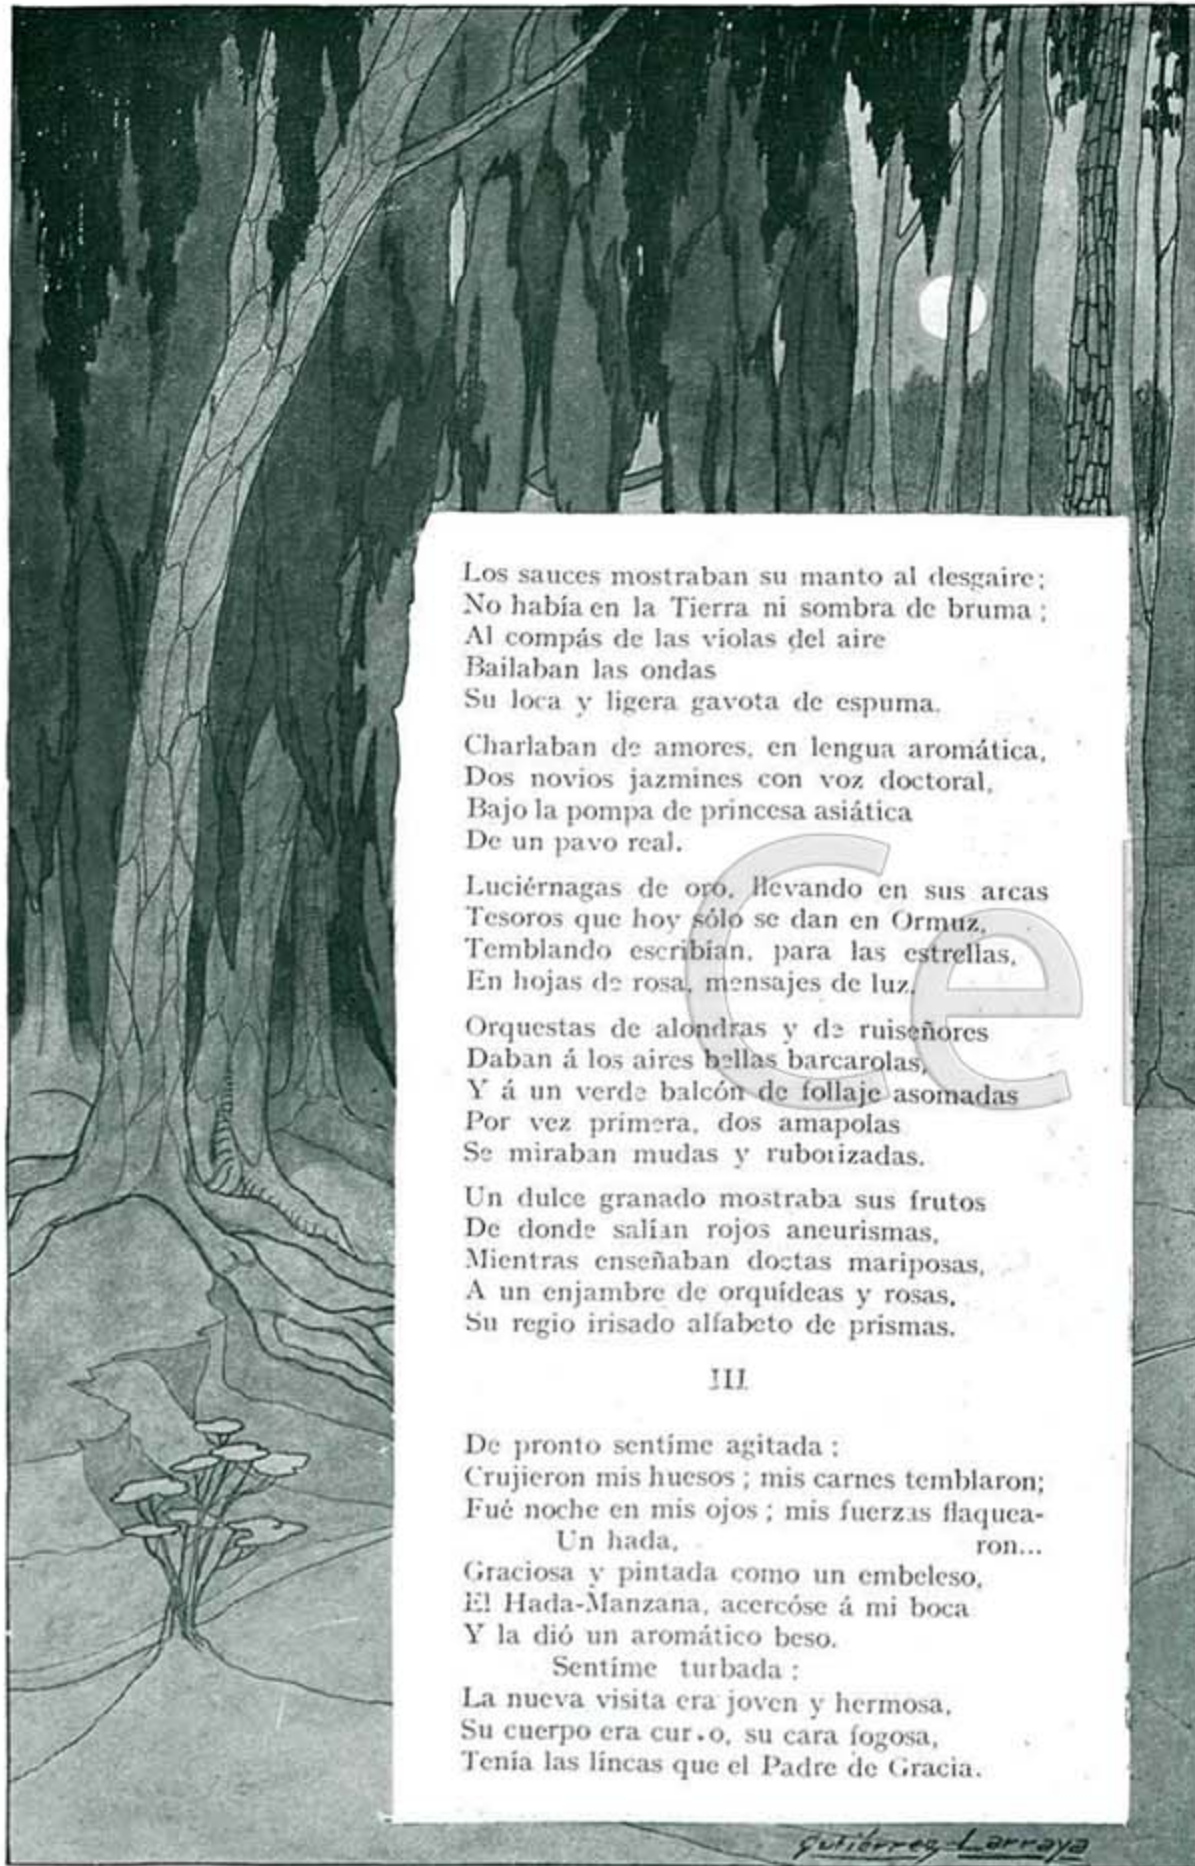 Los sauces mostraban su manto al desgaire;
No había en la Tierra ni sombra de bruma;
Al compás de las violas del aire
Bailaban las ondas
Su loca y ligera gavota de espuma.
Charlaban de amores, en lengua aromática,
Dos novios jazmines con voz doctoral,
Bajo la pompa de princesa asiática
De un pavo real.
Luciérnagas de oro, llevando en sus arcas
Tesoros que hoy sólo se dan en Ormuz,
Temblando escribían, para las estrellas,
En hojas de rosa, mensajes de luz.
Orquestas de alondras y de ruiseñores
Daban á los aires bellas barcarolas,
Y á un verde balcón de follaje asomadas
Por vez primera, dos amapolas
Se miraban mudas y ruborizadas.
Un dulce granado mostraba sus frutos
De donde salían rojos aneurismas,
Mientras enseñaban doctas mariposas,
A un enjambre de orquídeas y rosas,
Su regio irisado alfabeto de prismas.
III
De pronto sentíme agitada:
Crujieron mis huesos; mis carnes temblaron;
Fué noche en mis ojos; mis fuerzas flaquea-
Un hada, ron...
Graciosa y pintada como un embeleso,
El Hada-Manzana, acercóse á mi boca
Y la dió un aromático beso.
Sentíme turbada:
La nueva visita era joven y hermosa,
Su cuerpo era cur.o, su cara fogosa,
Tenía las líneas que el Padre de Gracia.
Gutiérrez-Larraya
Ce